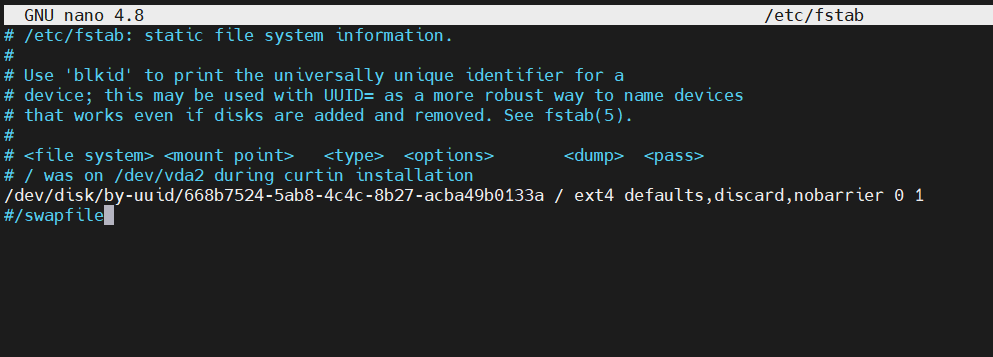 GNU nano 4.8 /etc/fstab
# /etc/fstab: static file system information.
#
# Use 'blkid' to print the universally unique identifier for a
# device; this may be used with UUID= as a more robust way to name devices
# that works even if disks are added and removed. See fstab(5).
#
# <file system> <mount point>   <type>  <options>       <dump>  <pass>
# / was on /dev/vda2 during curtin installation
/dev/disk/by-uuid/668b7524-5ab8-4c4c-8b27-acba49b0133a / ext4 defaults,discard,nobarrier 0 1
#/swapfile